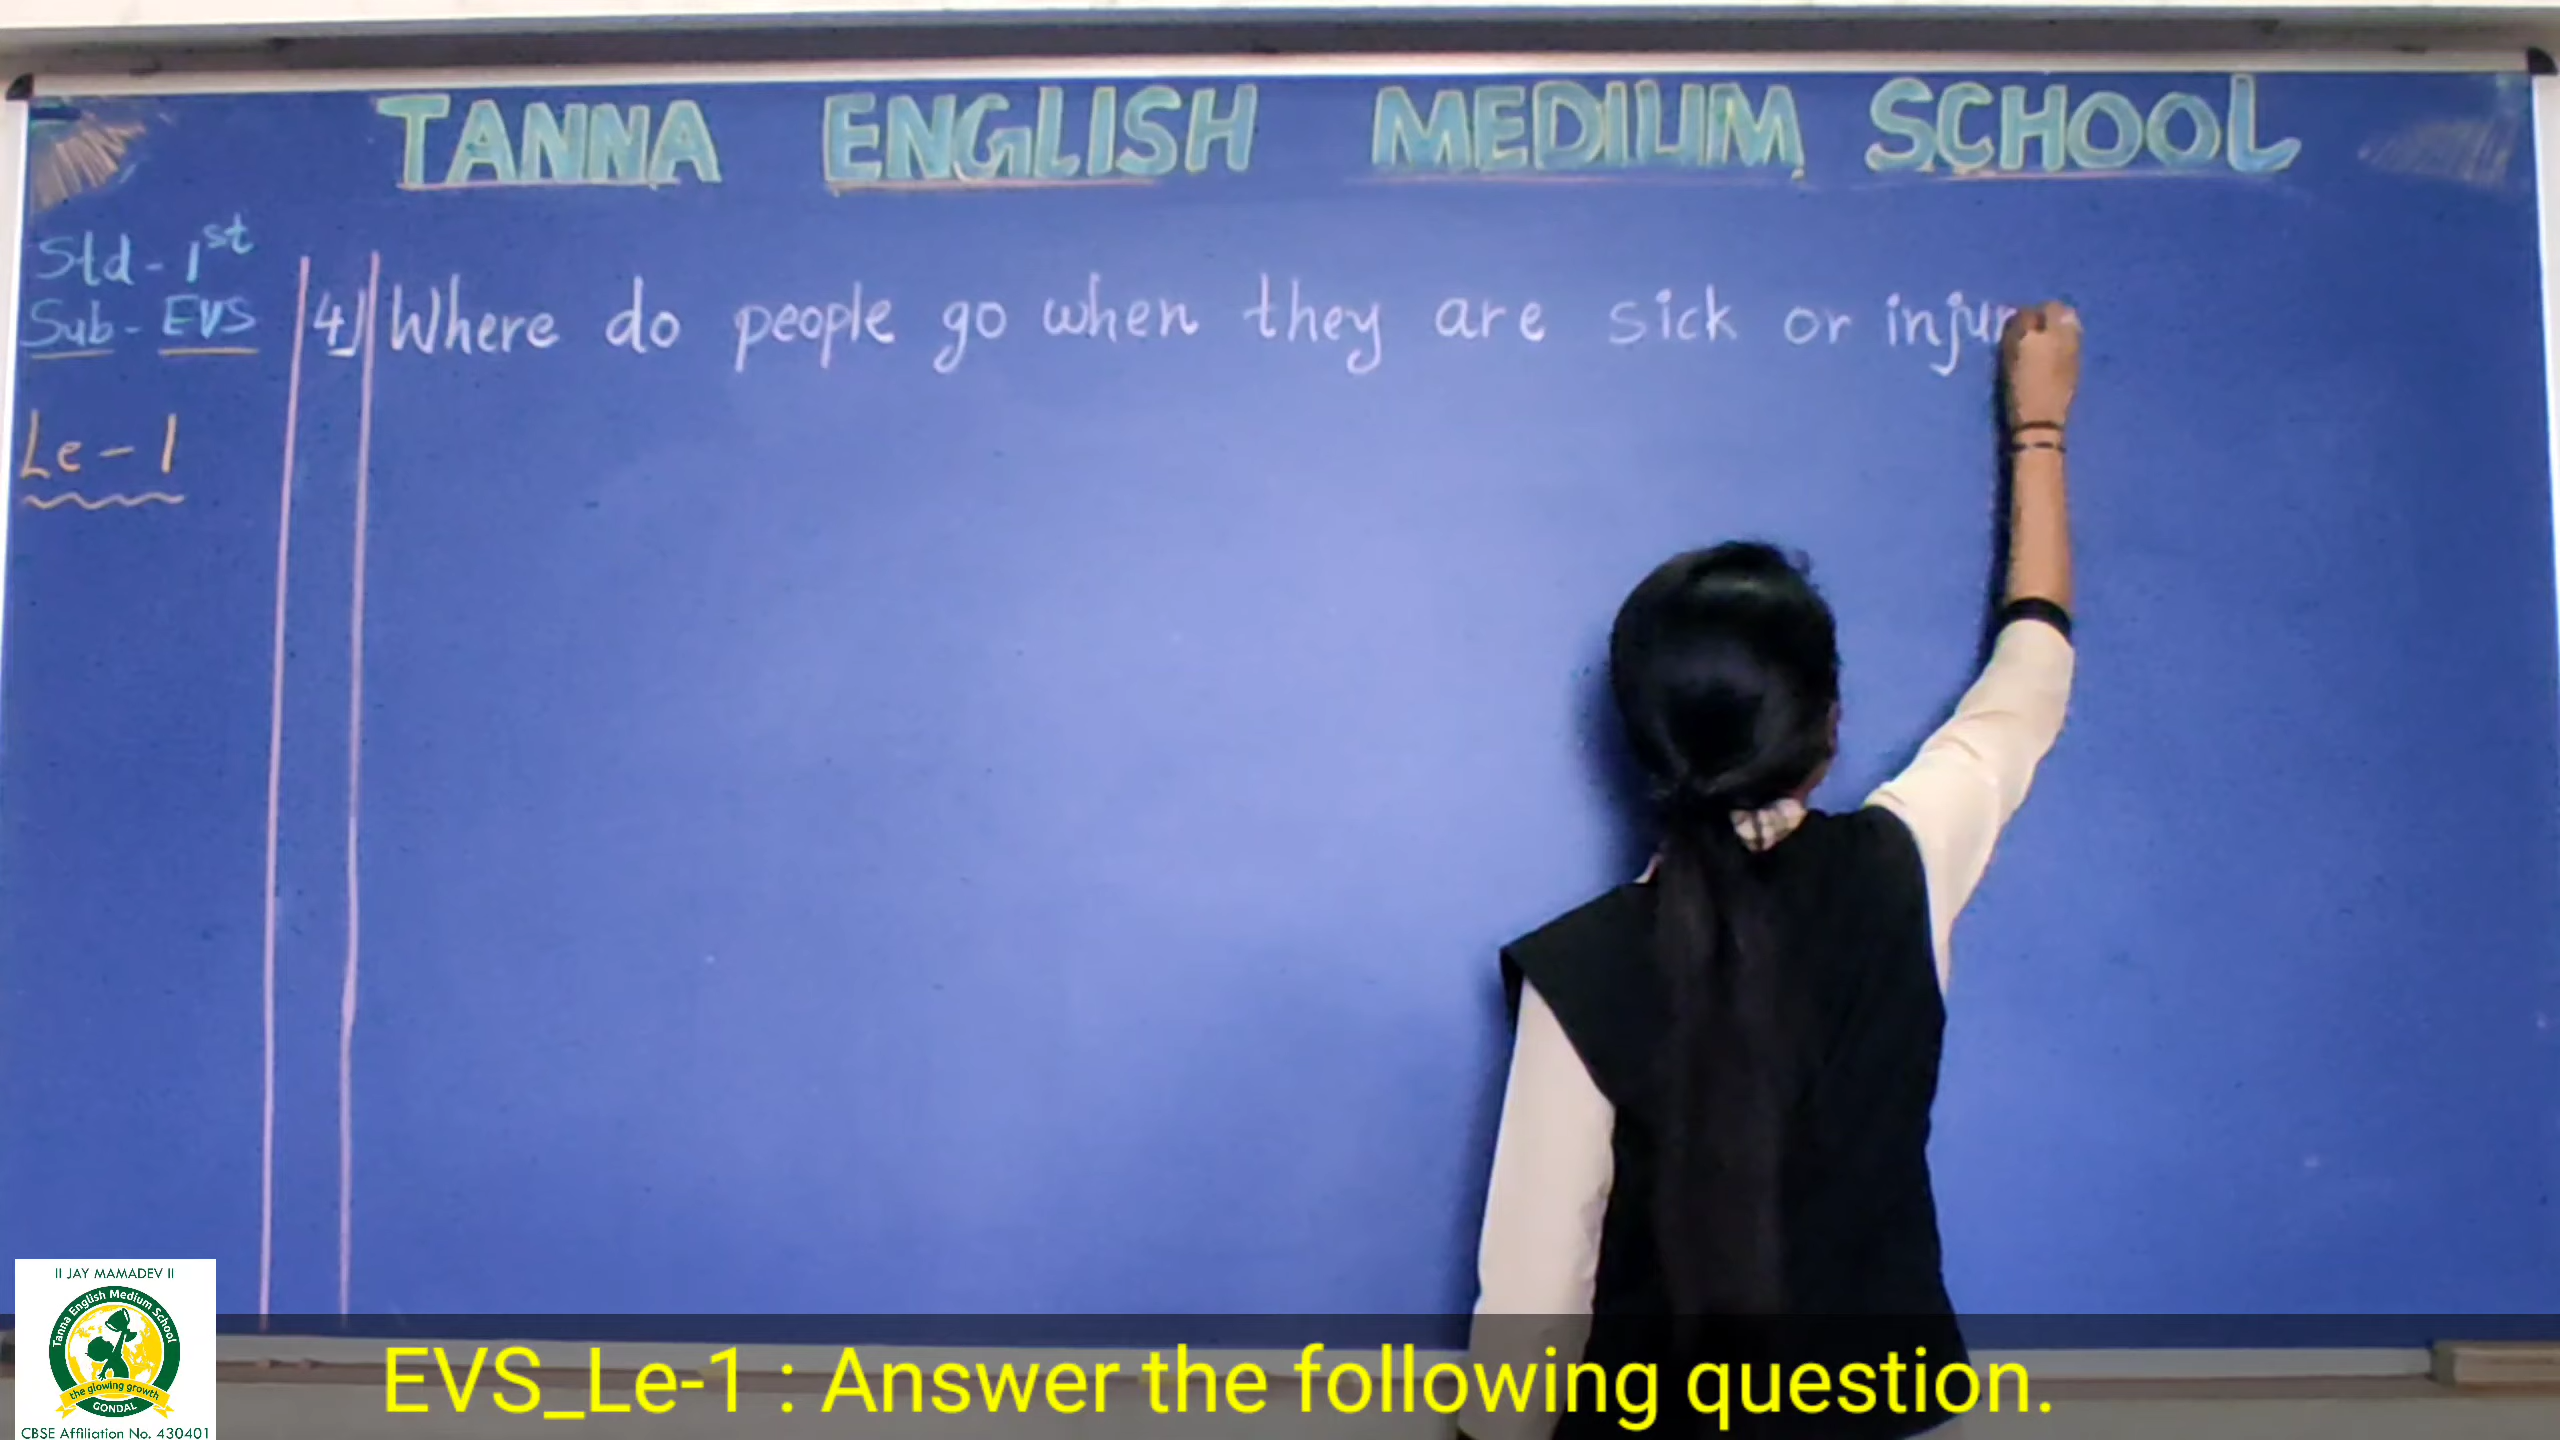 TANNA ENGLISH MEDIUM SCHOOL
Std - 1st
Sub - EVS
Le - 1
4) Where do people go when they are sick or injur
II JAY MAMADEV II
Tanna English Medium School
the glowing growth
GONDAL
CBSE Affiliation No. 430401
EVS_Le-1 : Answer the following question.